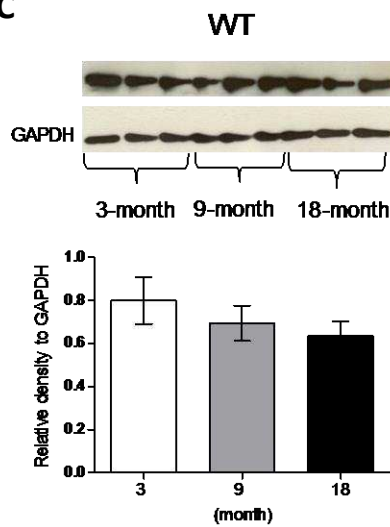 C
WT
GAPDH
3-month 9-month 18-month
Relative density to GAPDH
1.0
0.8
0.6
0.4
0.2
0.0
3 9 18
(month)